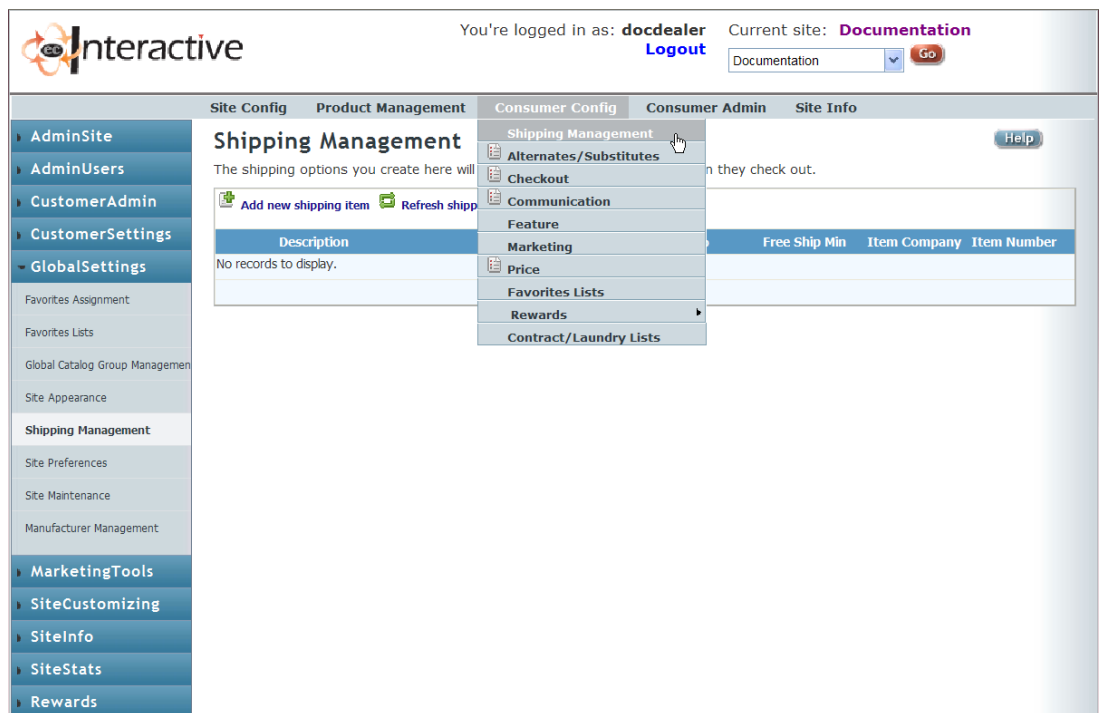 ecInteractive
You're logged in as: docdealer
Logout
Current site: Documentation
Documentation
Go
Site Config Product Management Consumer Config Consumer Admin Site Info
AdminSite
AdminUsers
CustomerAdmin
CustomerSettings
GlobalSettings
Favorites Assignment
Favorites Lists
Global Catalog Group Managemen
Site Appearance
Shipping Management
Site Preferences
Site Maintenance
Manufacturer Management
MarketingTools
SiteCustomizing
SiteInfo
SiteStats
Rewards
Shipping Management
Help
The shipping options you create here will n they check out.
Add new shipping item Refresh shipp
Description Free Ship Min Item Company Item Number
No records to display.
Shipping Management
Alternates/Substitutes
Checkout
Communication
Feature
Marketing
Price
Favorites Lists
Rewards
Contract/Laundry Lists